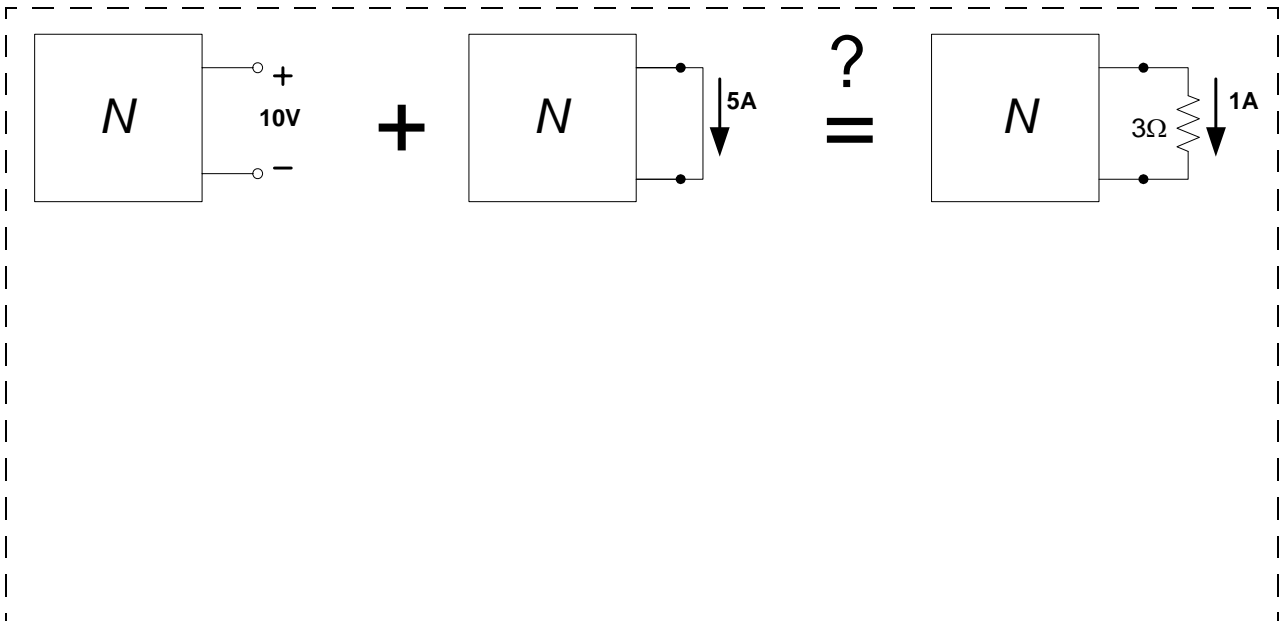 N + 10V − + N 5A ? = N 3Ω 1A